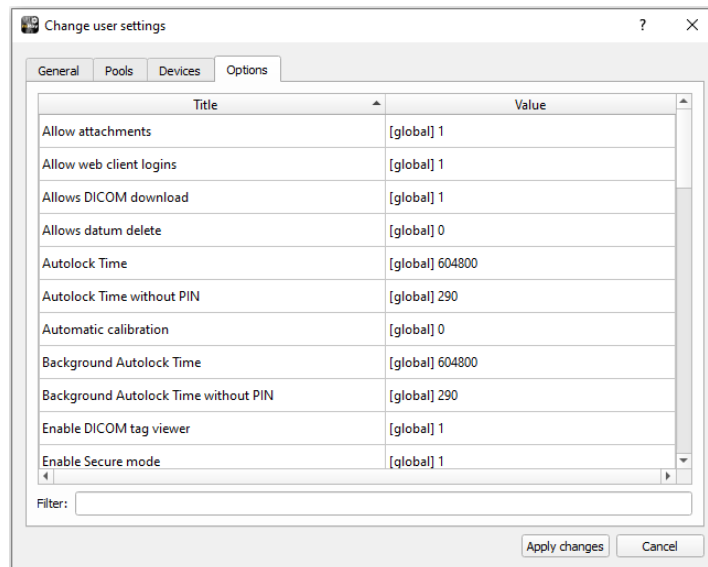 Change user settings ? ×
General Pools Devices Options
Title Value
Allow attachments [global] 1
Allow web client logins [global] 1
Allows DICOM download [global] 1
Allows datum delete [global] 0
Autolock Time [global] 604800
Autolock Time without PIN [global] 290
Automatic calibration [global] 0
Background Autolock Time [global] 604800
Background Autolock Time without PIN [global] 290
Enable DICOM tag viewer [global] 1
Enable Secure mode [global] 1
Filter:
Apply changes Cancel